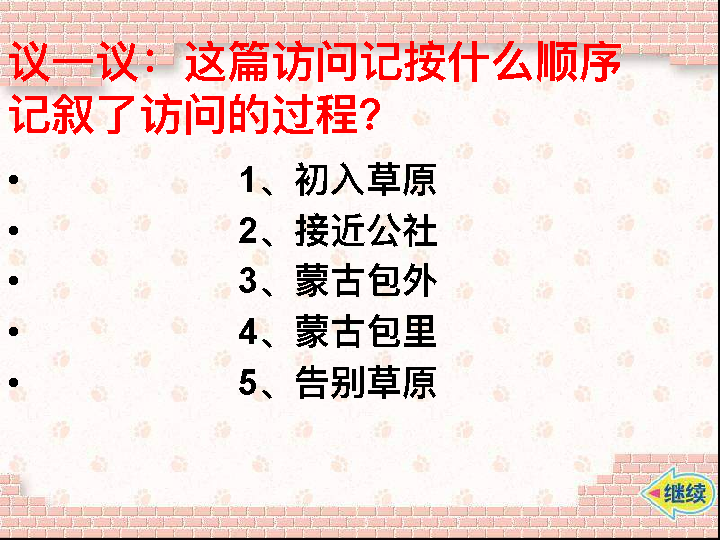 议一议：这篇访问记按什么顺序
记叙了访问的过程？
• 1、初入草原
• 2、接近公社
• 3、蒙古包外
• 4、蒙古包里
• 5、告别草原
继续